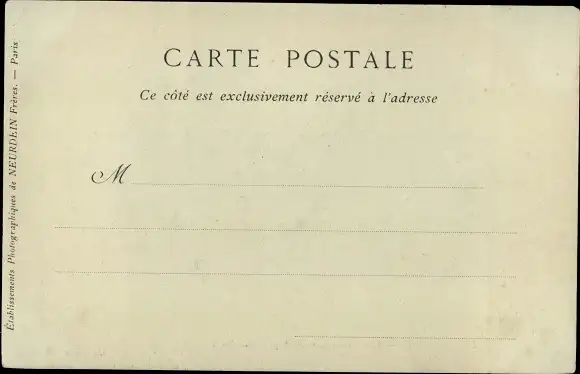 CARTE POSTALE
Ce côté est exclusivement réservé à l'adresse
M
Établissements Photographiques de NEURDEIN Frères. — Paris